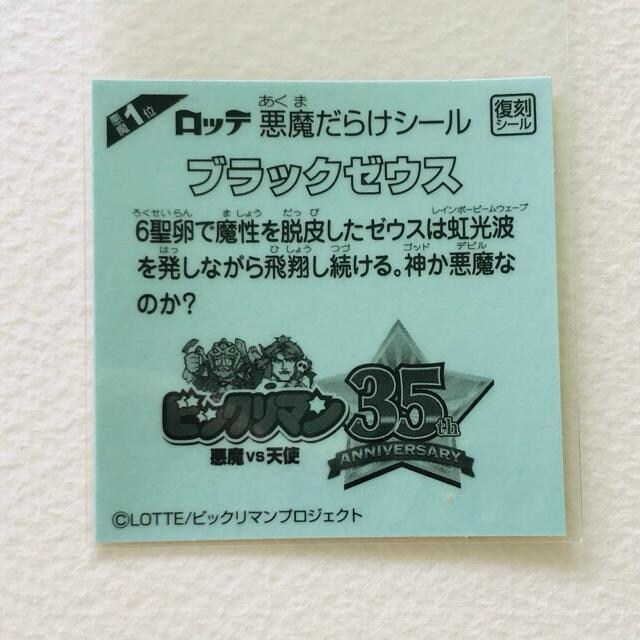 悪魔1位
ロッテ 悪魔だらけシール
あくま
復刻シール
ブラックゼウス
ろくせいらん ましょう だっぴ レインボービームウェーブ
6聖卵で魔性を脱皮したゼウスは虹光波
はっ ひしょう つづ ゴッド デビル
を発しながら飛翔し続ける。神か悪魔な
のか?
ビックリマン
悪魔VS天使
35th
ANNIVERSARY
©LOTTE/ビックリマンプロジェクト